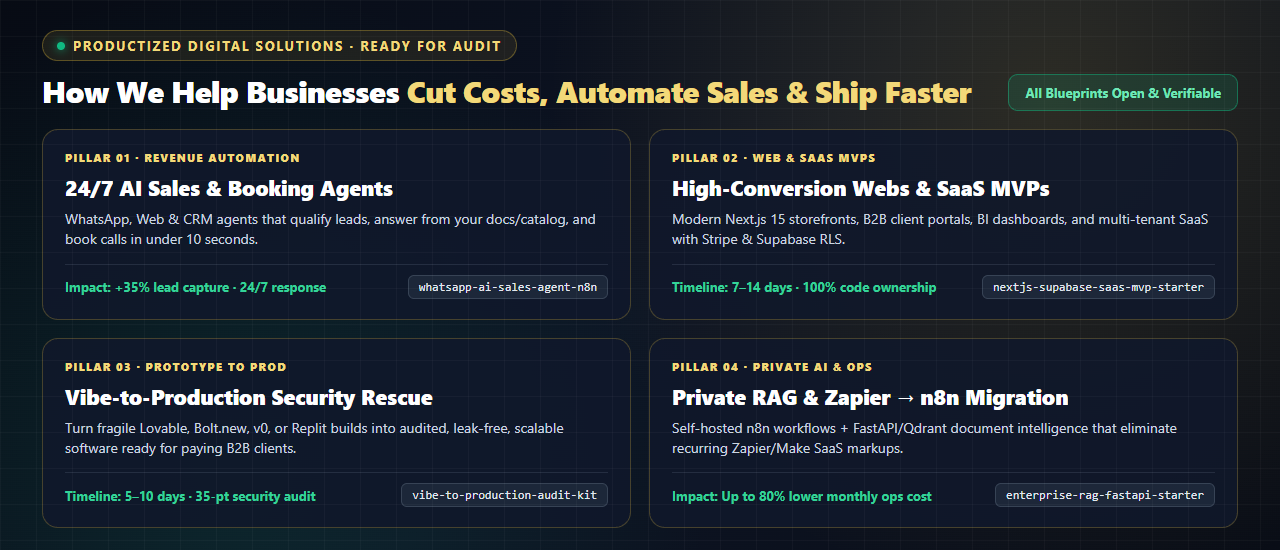 PRODUCTIZED DIGITAL SOLUTIONS · READY FOR AUDIT
How We Help Businesses Cut Costs, Automate Sales & Ship Faster
All Blueprints Open & Verifiable
PILLAR 01 · REVENUE AUTOMATION
24/7 AI Sales & Booking Agents
WhatsApp, Web & CRM agents that qualify leads, answer from your docs/catalog, and
book calls in under 10 seconds.
Impact: +35% lead capture · 24/7 response
whatsapp-ai-sales-agent-n8n
PILLAR 02 · WEB & SAAS MVPS
High-Conversion Webs & SaaS MVPs
Modern Next.js 15 storefronts, B2B client portals, BI dashboards, and multi-tenant SaaS
with Stripe & Supabase RLS.
Timeline: 7–14 days · 100% code ownership
nextjs-supabase-saas-mvp-starter
PILLAR 03 · PROTOTYPE TO PROD
Vibe-to-Production Security Rescue
Turn fragile Lovable, Bolt.new, v0, or Replit builds into audited, leak-free, scalable
software ready for paying B2B clients.
Timeline: 5–10 days · 35-pt security audit
vibe-to-production-audit-kit
PILLAR 04 · PRIVATE AI & OPS
Private RAG & Zapier → n8n Migration
Self-hosted n8n workflows + FastAPI/Qdrant document intelligence that eliminate
recurring Zapier/Make SaaS markups.
Impact: Up to 80% lower monthly ops cost
enterprise-rag-fastapi-starter